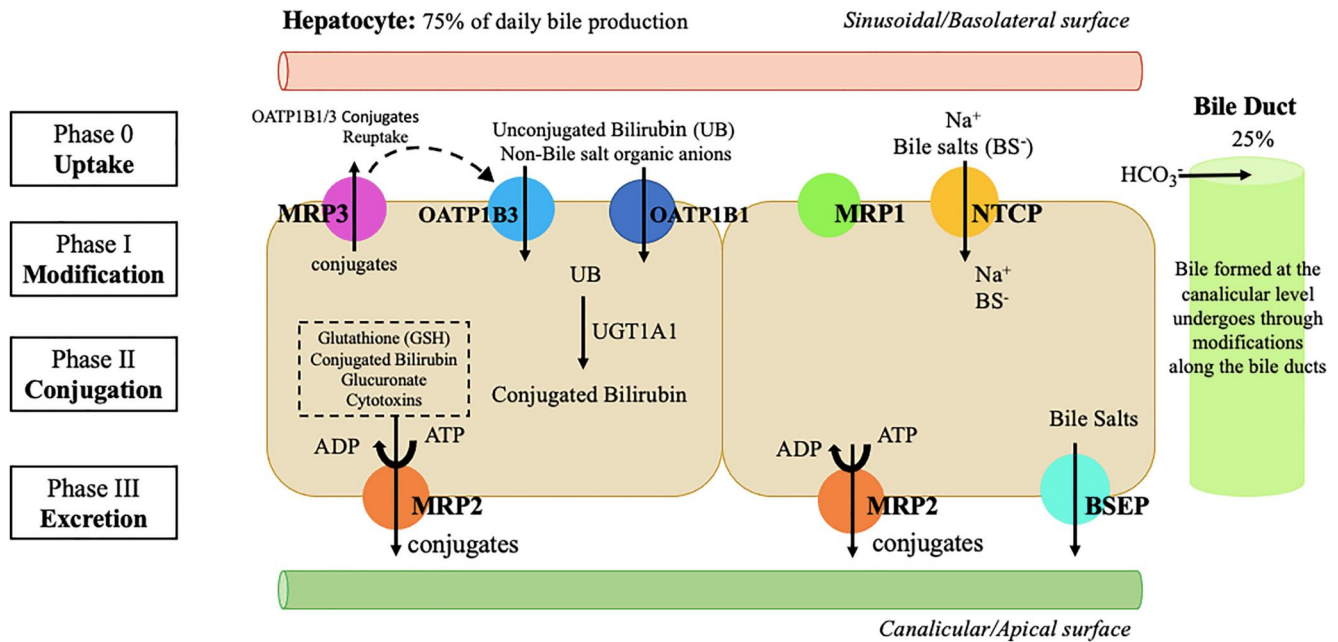 Hepatocyte: 75% of daily bile production
Sinusoidal/Basolateral surface
Phase 0
Uptake
Phase I
Modification
Phase II
Conjugation
Phase III
Excretion
OATP1B1/3 Conjugates
Reuptake
MRP3
conjugates
Unconjugated Bilirubin (UB)
Non-Bile salt organic anions
OATP1B3
OATP1B1
UB
UGT1A1
Conjugated Bilirubin
Glutathione (GSH)
Conjugated Bilirubin
Glucuronate
Cytotoxins
ADP
ATP
MRP2
conjugates
MRP1
Na⁺
Bile salts (BS⁻)
NTCP
Na⁺
BS⁻
ADP
ATP
MRP2
conjugates
Bile Salts
BSEP
Bile Duct
25%
HCO₃⁻
Bile formed at the
canalicular level
undergoes through
modifications
along the bile ducts
Canalicular/Apical surface